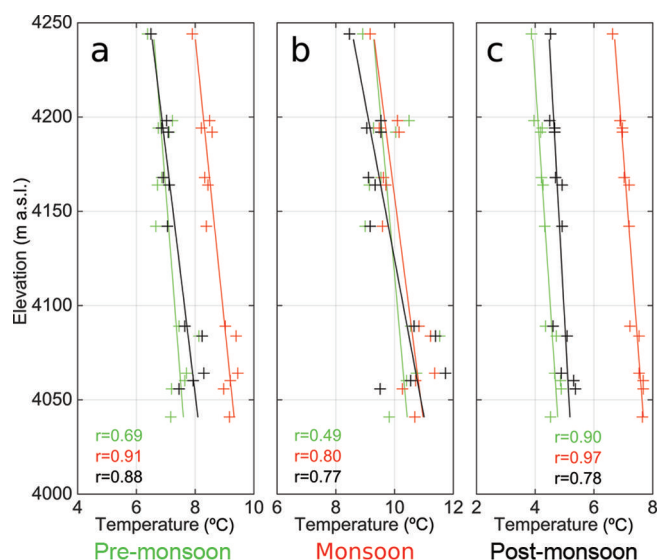 4250
4200
4150
4100
4050
4000
Elevation (m a.s.l.)
a
b
c
r=0.69
r=0.91
r=0.88
r=0.49
r=0.80
r=0.77
r=0.90
r=0.97
r=0.78
4 6 8 10
6 8 10 12
2 4 6 8
Temperature (ºC) Temperature (ºC) Temperature (ºC)
Pre-monsoon Monsoon Post-monsoon